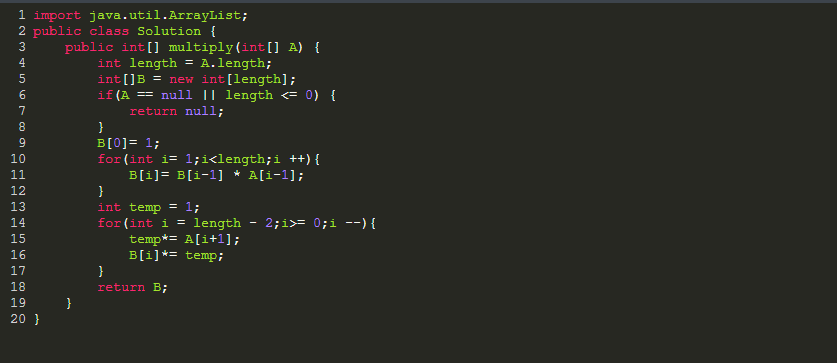 1 import java.util.ArrayList;
2 public class Solution {
3     public int[] multiply(int[] A) {
4         int length = A.length;
5         int[]B = new int[length];
6         if(A == null || length <= 0) {
7             return null;
8         }
9         B[0]= 1;
10         for(int i= 1;i<length;i ++){
11             B[i]= B[i-1] * A[i-1];
12         }
13         int temp = 1;
14         for(int i = length - 2;i>= 0;i --){
15             temp*= A[i+1];
16             B[i]*= temp;
17         }
18         return B;
19     }
20 }